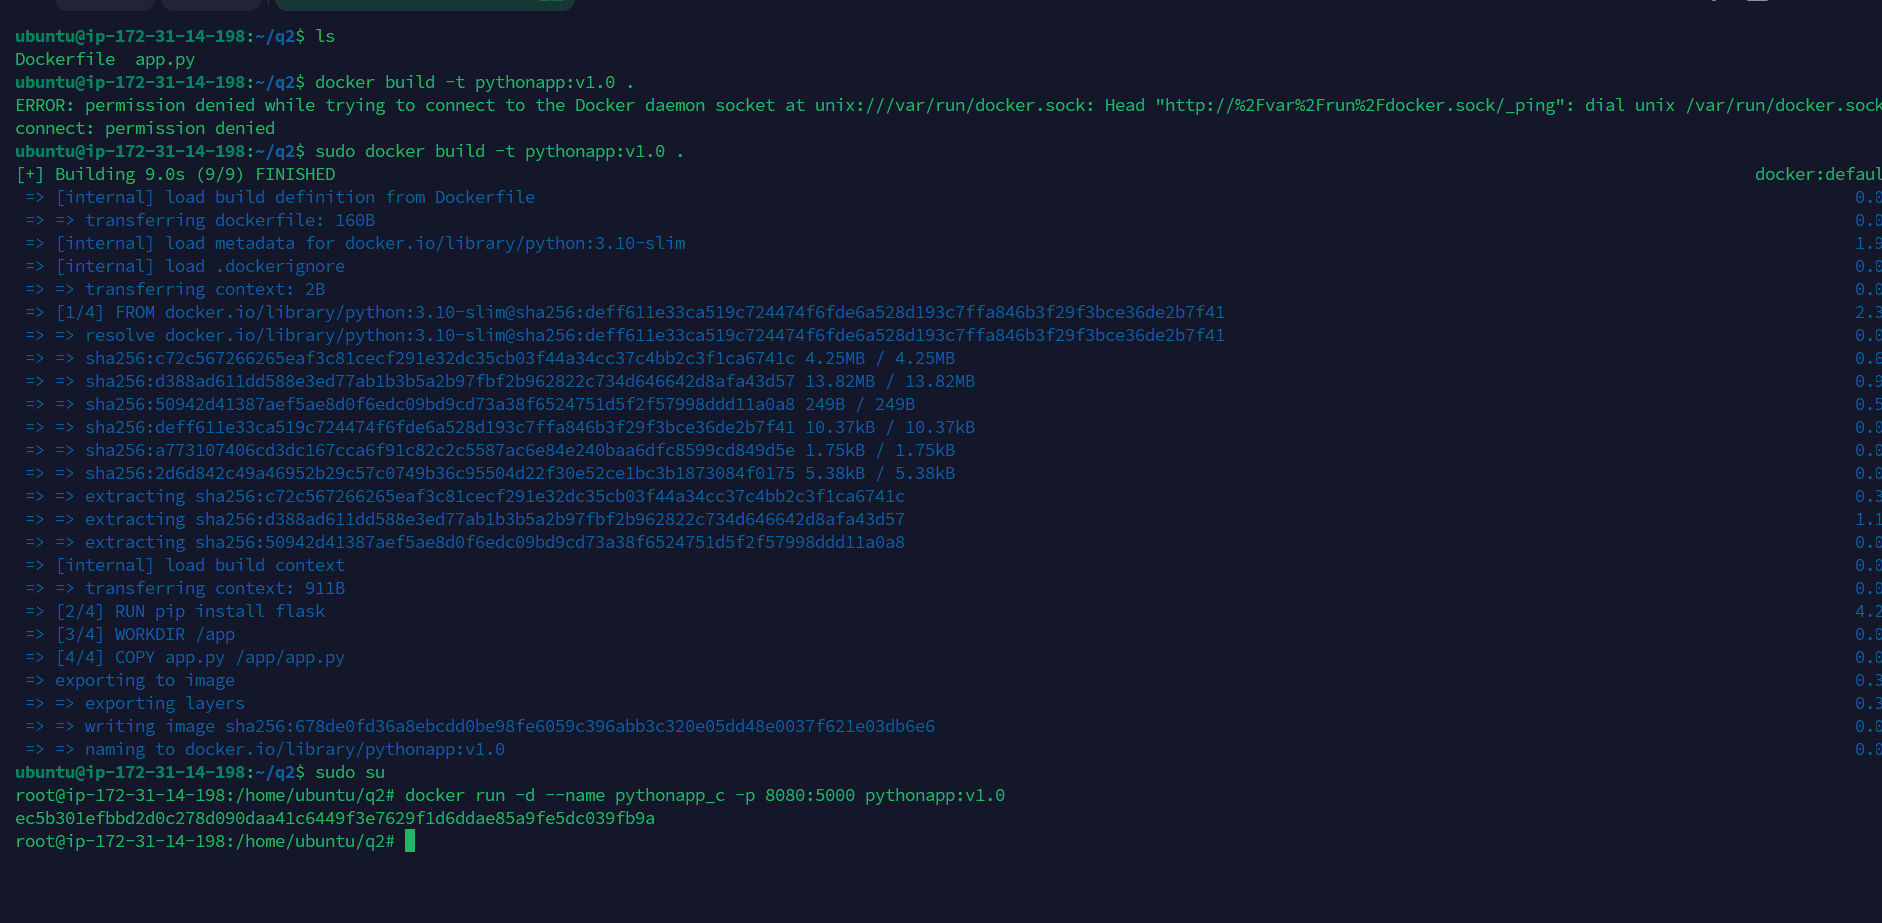 ubuntu@ip-172-31-14-198:~/q2$ ls
Dockerfile  app.py
ubuntu@ip-172-31-14-198:~/q2$ docker build -t pythonapp:v1.0 .
ERROR: permission denied while trying to connect to the Docker daemon socket at unix:///var/run/docker.sock: Head "http://%2Fvar%2Frun%2Fdocker.sock/_ping": dial unix /var/run/docker.sock
connect: permission denied
ubuntu@ip-172-31-14-198:~/q2$ sudo docker build -t pythonapp:v1.0 .
[+] Building 9.0s (9/9) FINISHED docker:defaul
=> [internal] load build definition from Dockerfile 0.0
=> => transferring dockerfile: 160B 0.0
=> [internal] load metadata for docker.io/library/python:3.10-slim 1.9
=> [internal] load .dockerignore 0.0
=> => transferring context: 2B 0.0
=> [1/4] FROM docker.io/library/python:3.10-slim@sha256:deff611e33ca519c724474f6fde6a528d193c7ffa846b3f29f3bce36de2b7f41 2.3
=> => resolve docker.io/library/python:3.10-slim@sha256:deff611e33ca519c724474f6fde6a528d193c7ffa846b3f29f3bce36de2b7f41 0.0
=> => sha256:c72c567266265eaf3c81cecf291e32dc35cb03f44a34cc37c4bb2c3f1ca6741c 4.25MB / 4.25MB 0.6
=> => sha256:d388ad611dd588e3ed77ab1b3b5a2b97fbf2b962822c734d646642d8afa43d57 13.82MB / 13.82MB 0.9
=> => sha256:50942d41387aef5ae8d0f6edc09bd9cd73a38f6524751d5f2f57998ddd11a0a8 249B / 249B 0.5
=> => sha256:deff611e33ca519c724474f6fde6a528d193c7ffa846b3f29f3bce36de2b7f41 10.37kB / 10.37kB 0.0
=> => sha256:a773107406cd3dc167cca6f91c82c2c5587ac6e84e240baa6dfc8599cd849d5e 1.75kB / 1.75kB 0.0
=> => sha256:2d6d842c49a46952b29c57c0749b36c95504d22f30e52ce1bc3b1873084f0175 5.38kB / 5.38kB 0.0
=> => extracting sha256:c72c567266265eaf3c81cecf291e32dc35cb03f44a34cc37c4bb2c3f1ca6741c 0.3
=> => extracting sha256:d388ad611dd588e3ed77ab1b3b5a2b97fbf2b962822c734d646642d8afa43d57 1.1
=> => extracting sha256:50942d41387aef5ae8d0f6edc09bd9cd73a38f6524751d5f2f57998ddd11a0a8 0.0
=> [internal] load build context 0.0
=> => transferring context: 911B 0.0
=> [2/4] RUN pip install flask 4.2
=> [3/4] WORKDIR /app 0.0
=> [4/4] COPY app.py /app/app.py 0.0
=> exporting to image 0.3
=> => exporting layers 0.3
=> => writing image sha256:678de0fd36a8ebcdd0be98fe6059c396abb3c320e05dd48e0037f621e03db6e6 0.0
=> => naming to docker.io/library/pythonapp:v1.0 0.0
ubuntu@ip-172-31-14-198:~/q2$ sudo su
root@ip-172-31-14-198:/home/ubuntu/q2# docker run -d --name pythonapp_c -p 8080:5000 pythonapp:v1.0
ec5b301efbbd2d0c278d090daa41c6449f3e7629f1d6ddae85a9fe5dc039fb9a
root@ip-172-31-14-198:/home/ubuntu/q2#